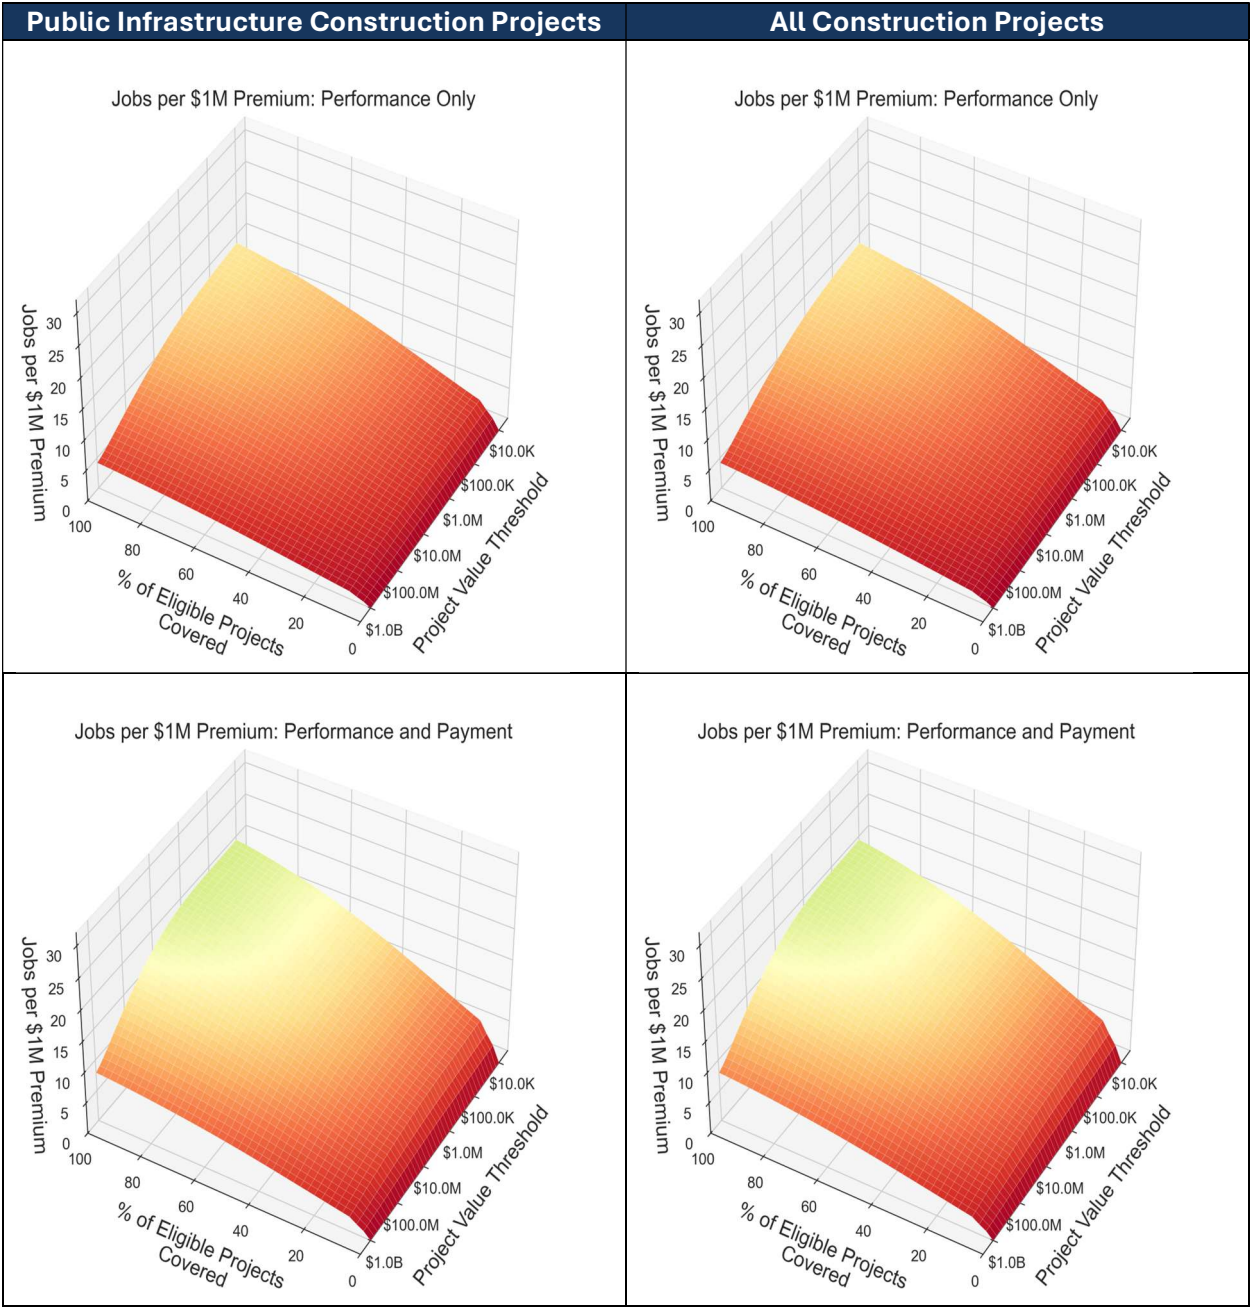 Public Infrastructure Construction Projects
All Construction Projects
Jobs per $1M Premium: Performance Only
Jobs per $1M Premium
30
25
20
15
10
5
0
100
80
60
40
20
0
% of Eligible Projects
Covered
$10.0K
$100.0K
$1.0M
$10.0M
$100.0M
$1.0B
Project Value Threshold
Jobs per $1M Premium: Performance Only
Jobs per $1M Premium
30
25
20
15
10
5
0
100
80
60
40
20
0
% of Eligible Projects
Covered
$10.0K
$100.0K
$1.0M
$10.0M
$100.0M
$1.0B
Project Value Threshold
Jobs per $1M Premium: Performance and Payment
Jobs per $1M Premium
30
25
20
15
10
5
0
100
80
60
40
20
0
% of Eligible Projects
Covered
$10.0K
$100.0K
$1.0M
$10.0M
$100.0M
$1.0B
Project Value Threshold
Jobs per $1M Premium: Performance and Payment
Jobs per $1M Premium
30
25
20
15
10
5
0
100
80
60
40
20
0
% of Eligible Projects
Covered
$10.0K
$100.0K
$1.0M
$10.0M
$100.0M
$1.0B
Project Value Threshold